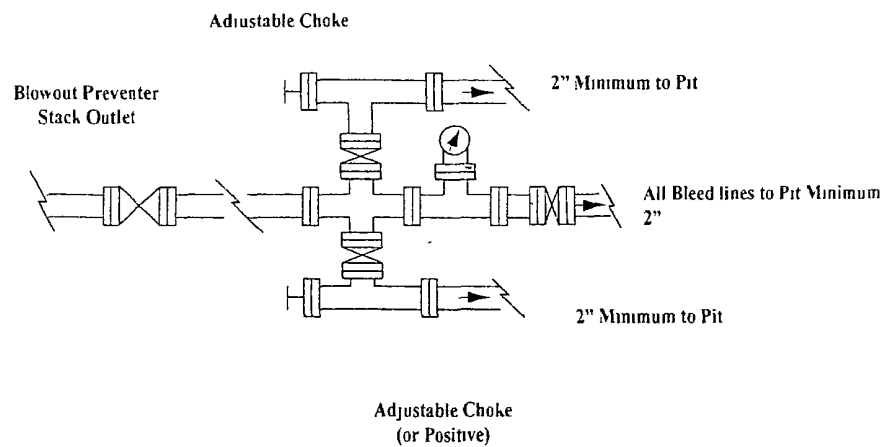 Adjustable Choke
2" Minimum to Pit
Blowout Preventer
Stack Outlet
All Bleed lines to Pit Minimum
2"
2" Minimum to Pit
Adjustable Choke
(or Positive)